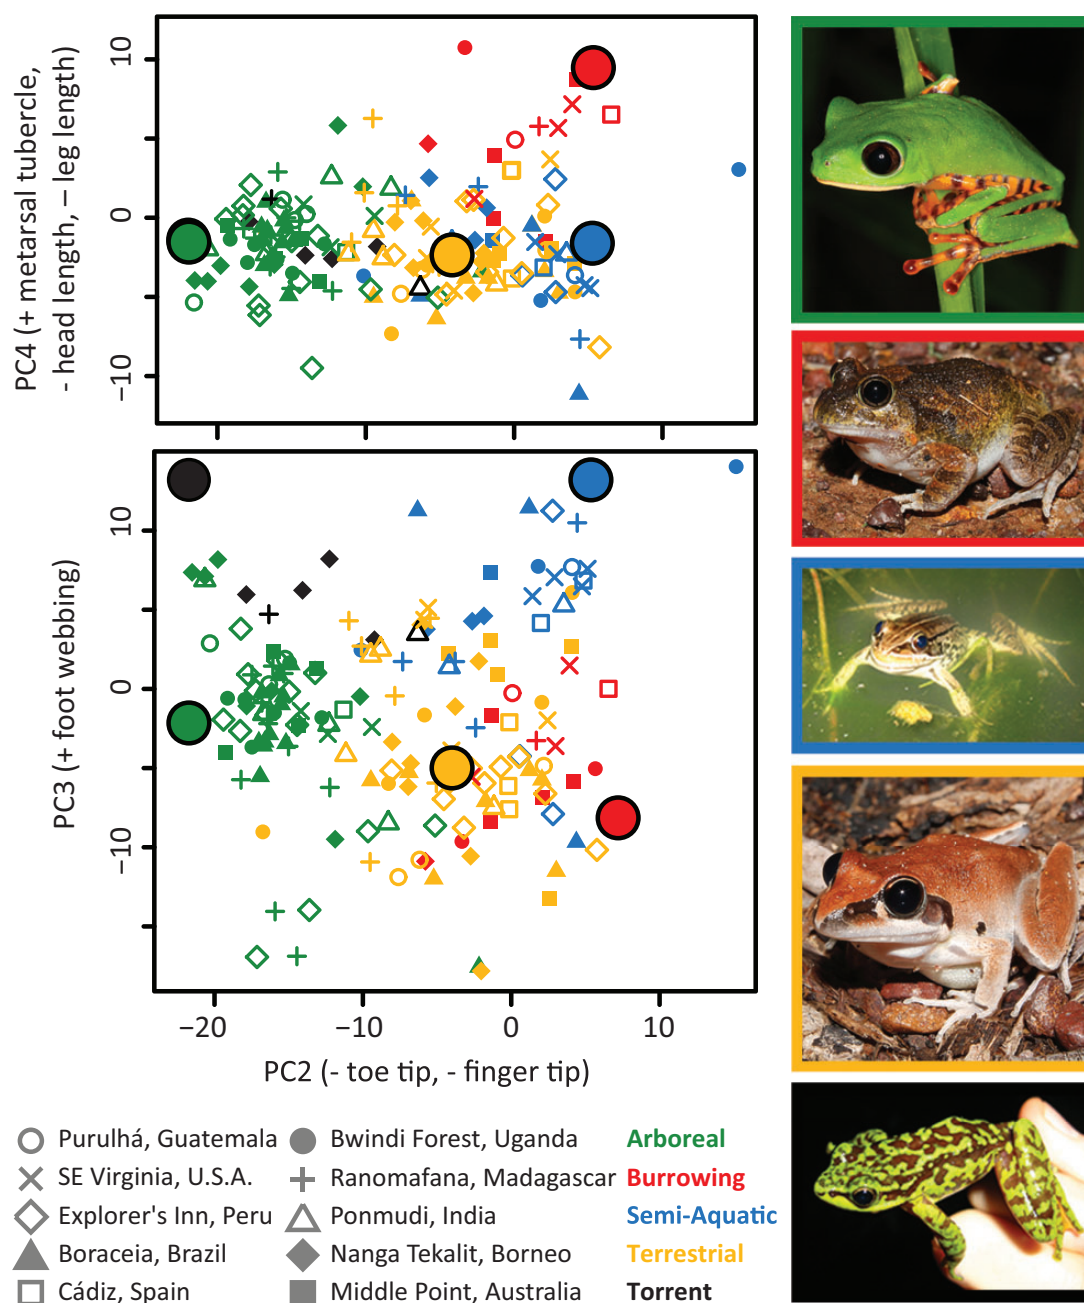 PC4 (+ metarsal tubercle,
- head length, – leg length)
10
0
−10
PC3 (+ foot webbing)
10
0
−10
−20
−10
0
10
PC2 (- toe tip, - finger tip)
Purulhá, Guatemala
Bwindi Forest, Uganda
Arboreal
SE Virginia, U.S.A.
Ranomafana, Madagascar
Burrowing
Explorer's Inn, Peru
Ponmudi, India
Semi-Aquatic
Boraceia, Brazil
Nanga Tekalit, Borneo
Terrestrial
Cádiz, Spain
Middle Point, Australia
Torrent